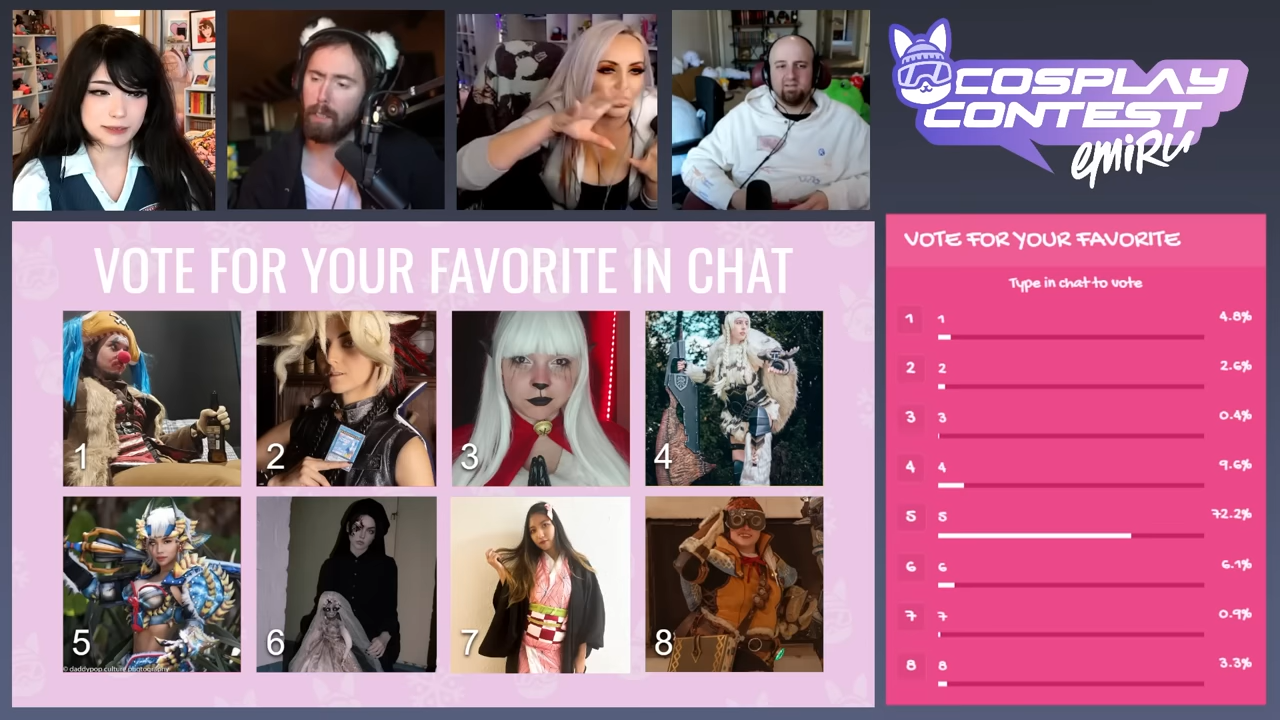 COSPLAY
CONTEST
emiru
VOTE FOR YOUR FAVORITE IN CHAT
1
2
3
4
5
© daddypop.culture photography
6
7
8
VOTE FOR YOUR FAVORITE
Type in chat to vote
1 1 4.8%
2 2 2.6%
3 3 0.4%
4 4 9.6%
5 5 72.2%
6 6 6.1%
7 7 0.9%
8 8 3.3%